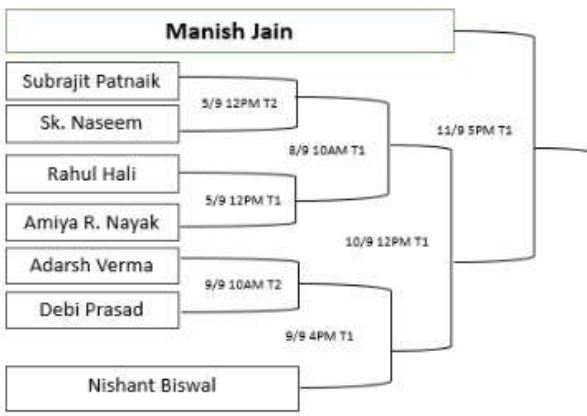 Manish Jain
Subrajit Patnaik
5/9 12PM T2
Sk. Naseem
11/9 5PM T1
8/9 10AM T1
Rahul Hali
5/9 12PM T1
Amiya R. Nayak
10/9 12PM T1
Adarsh Verma
9/9 10AM T2
Debi Prasad
9/9 4PM T1
Nishant Biswal